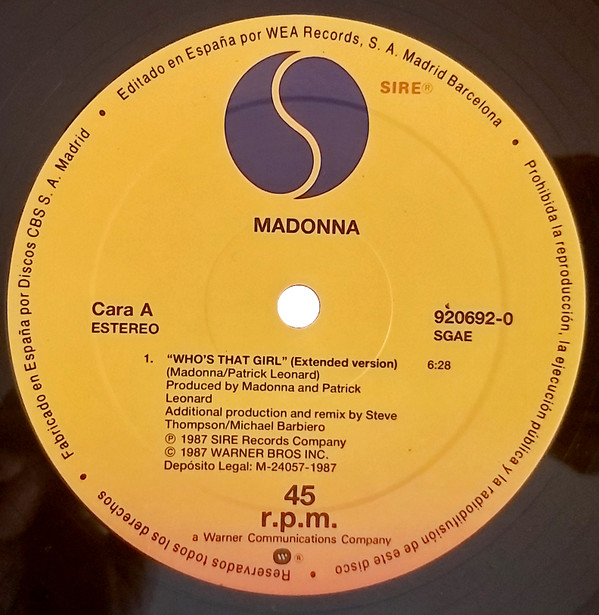 Fabricado en España por Discos CBS S. A. Madrid • Editado en España por WEA Records, S. A. Madrid Barcelona • Prohibida la reproducción, la ejecución pública y la radiodifusión de este disco • Reservados todos los derechos •
SIRE®
MADONNA
Cara A
ESTEREO
920692-0
SGAE
1. "WHO'S THAT GIRL" (Extended version) 6:28
(Madonna/Patrick Leonard)
Produced by Madonna and Patrick
Leonard
Additional production and remix by Steve
Thompson/Michael Barbiero
℗ 1987 SIRE Records Company
© 1987 WARNER BROS INC.
Depósito Legal: M-24057-1987
45
r.p.m.
a Warner Communications Company
®